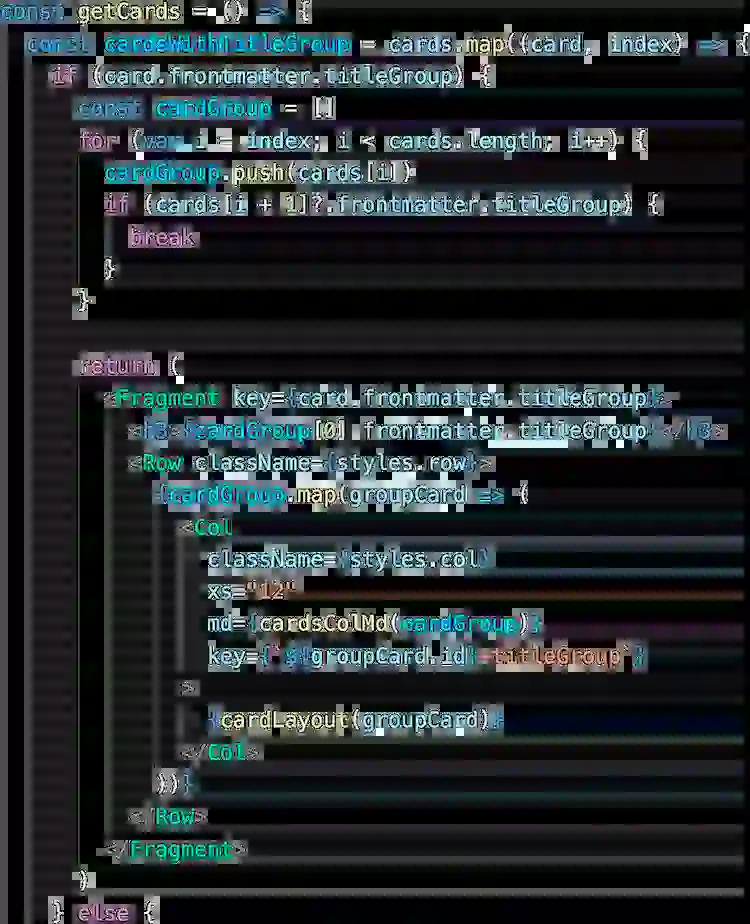 const getCards = () => {
  const cardsWithTitleGroup = cards.map((card, index) => {
    if (card.frontmatter.titleGroup) {
      const cardGroup = []
      for (var i = index; i < cards.length; i++) {
        cardGroup.push(cards[i])
        if (cards[i + 1]?.frontmatter.titleGroup) {
          break
        }
      }

      return (
        <Fragment key={card.frontmatter.titleGroup}>
          <h3>{cardGroup[0].frontmatter.titleGroup}</h3>
          <Row className={styles.row}>
            {cardGroup.map(groupCard => (
              <Col
                className={styles.col}
                xs="12"
                md={cardsColMd(cardGroup)}
                key={`${groupCard.id}-titleGroup`}
              >
                {cardLayout(groupCard)}
              </Col>
            ))}
          </Row>
        </Fragment>
      )
    } else {